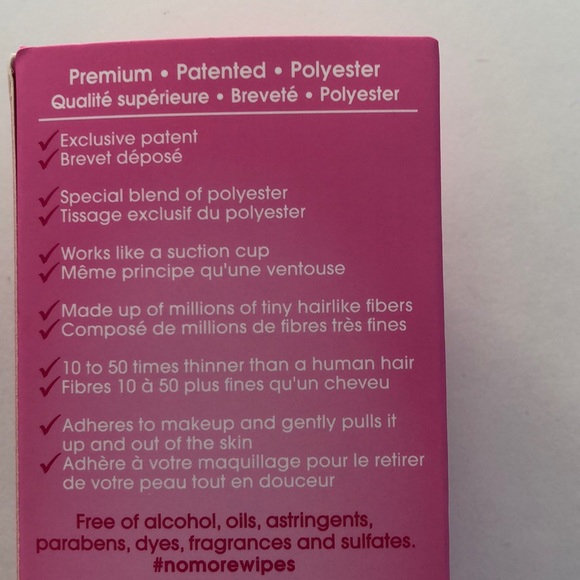 Premium • Patented • Polyester
Qualité supérieure • Breveté • Polyester
Exclusive patent
Brevet déposé
Special blend of polyester
Tissage exclusif du polyester
Works like a suction cup
Même principe qu'une ventouse
Made up of millions of tiny hairlike fibers
Composé de millions de fibres très fines
10 to 50 times thinner than a human hair
Fibres 10 à 50 plus fines qu'un cheveu
Adheres to makeup and gently pulls it
up and out of the skin
Adhère à votre maquillage pour le retirer
de votre peau tout en douceur
Free of alcohol, oils, astringents,
parabens, dyes, fragrances and sulfates.
#nomorewipes